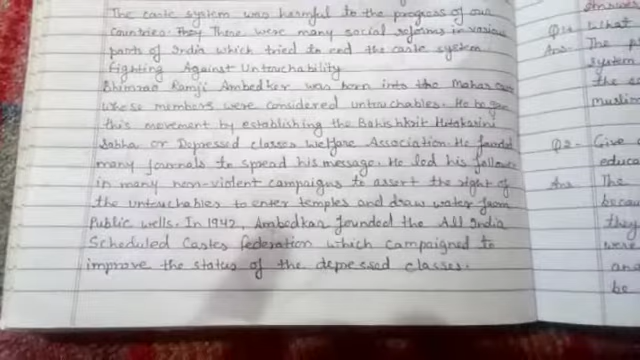 The caste system was harmful to the progress of our
Countries. They There were many social reforms in various
parts of India which tried to end the caste system
Fighting Against Untouchability
Bhimrao Ramji Ambedkar was born into the Mahar caste
whose members were considered untouchables. He began
this movement by establishing the Bahishkrit Hitakarini
Sabha or Depressed classes Welfare Association. He founded
many journals to spread his message. He led his follower
in many non-violent campaigns to assert the right of
the untouchables to enter temples and draw water from
Public wells. In 1942, Ambedkar founded the All India
Scheduled Castes federation which campaigned to
improve the status of the depressed classes.
What
Ans- The
system
the
muslim
Q2- Give
educa
Ans The
becau
they
were
and
be